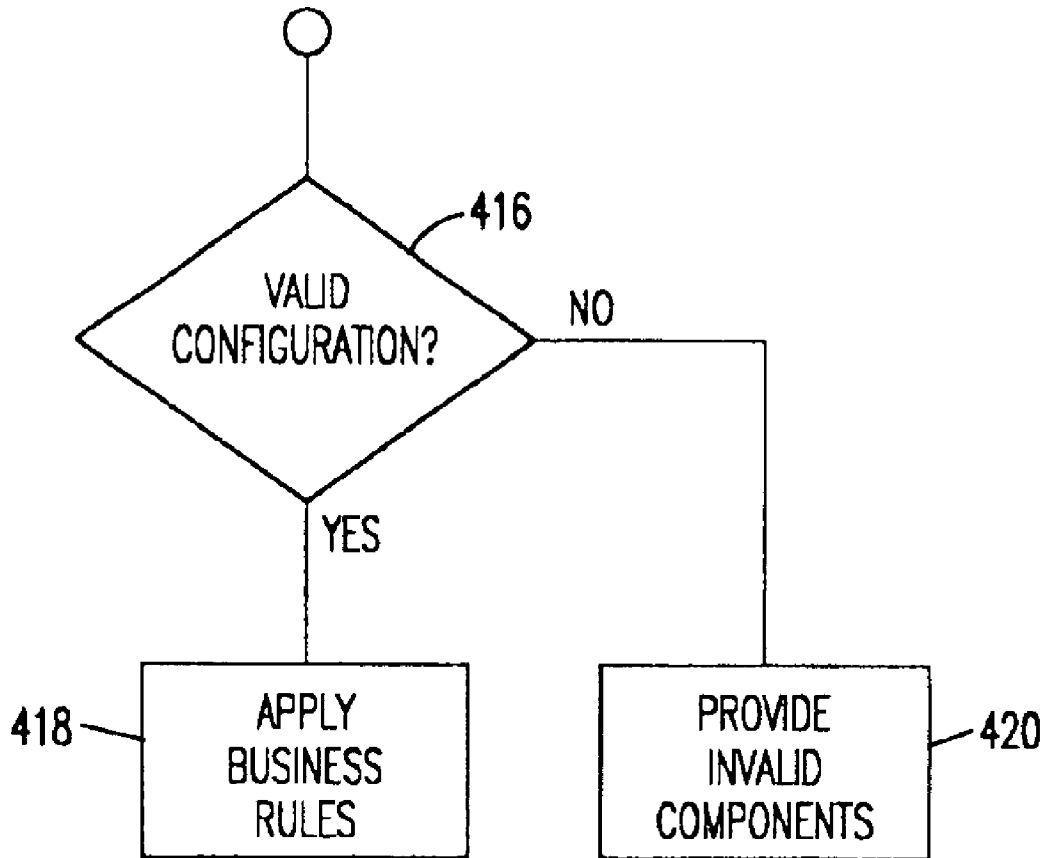 416
VALID
CONFIGURATION?
NO
YES
418
APPLY
BUSINESS
RULES
PROVIDE
INVALID
COMPONENTS
420